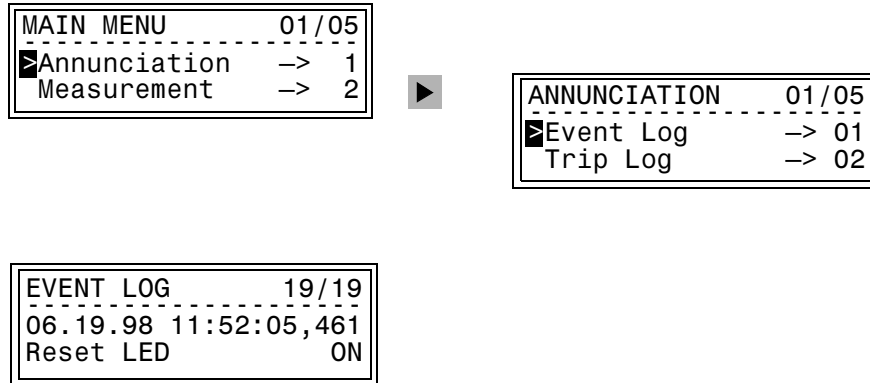 MAIN MENU 01/05
>Annunciation —> 1
Measurement —> 2
ANNUNCIATION 01/05
>Event Log —> 01
Trip Log —> 02
EVENT LOG 19/19
06.19.98 11:52:05,461
Reset LED ON